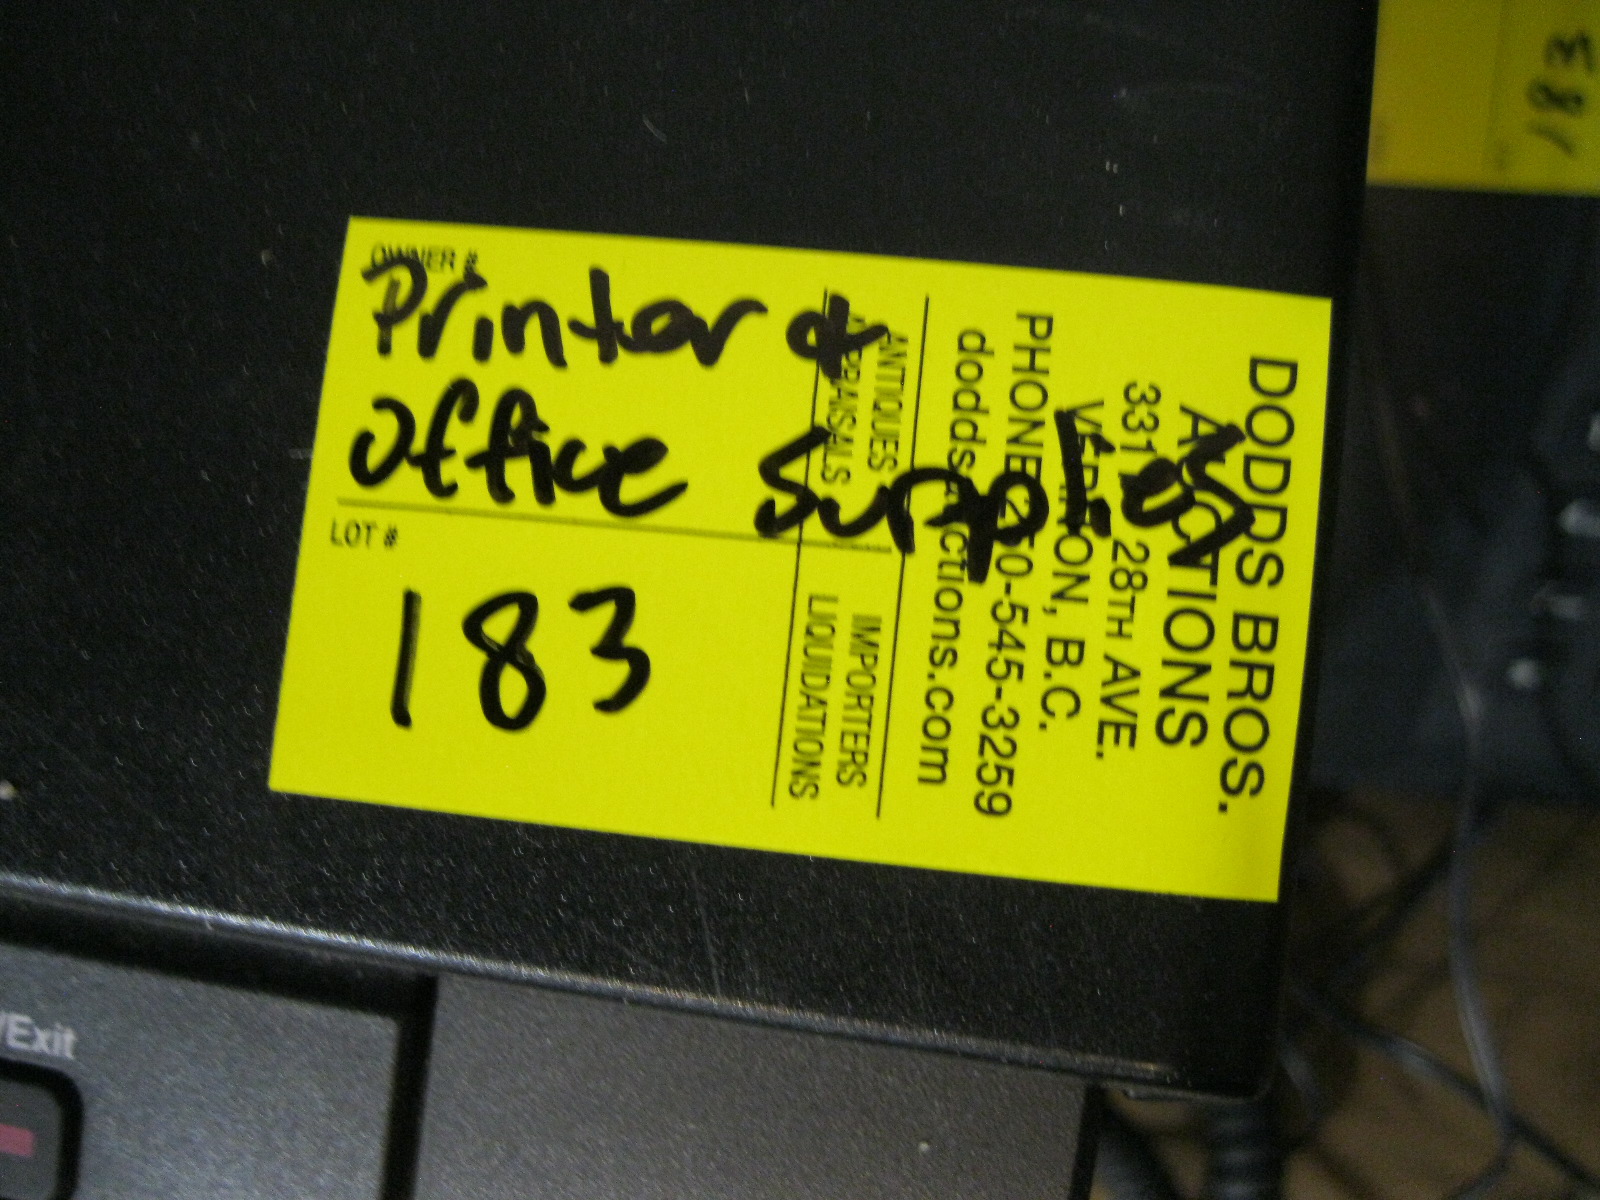 OWNER #
Printer &
Office Supplies
LOT #
183
DODDS BROS.
AUCTIONS
3311 28TH AVE.
VERNON, B.C.
PHONE 250-545-3259
doddsauctions.com
ANTIQUES IMPORTERS
APPRAISALS LIQUIDATIONS
183
/Exit